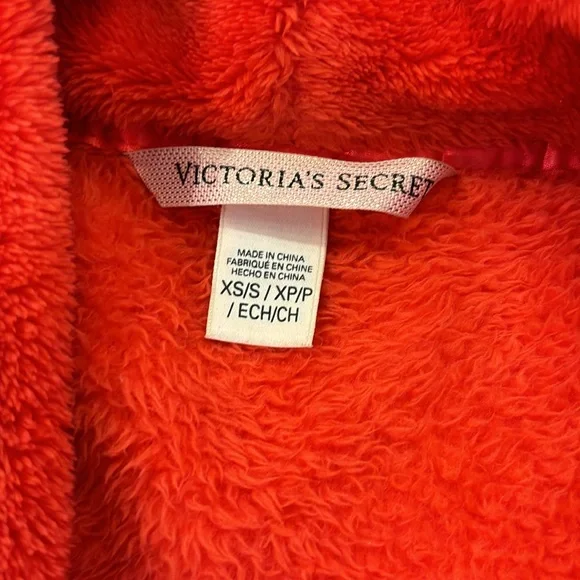 VICTORIA'S SECRET
MADE IN CHINA
FABRIQUÉ EN CHINE
HECHO EN CHINA
XS/S / XP/P
/ ECH/CH